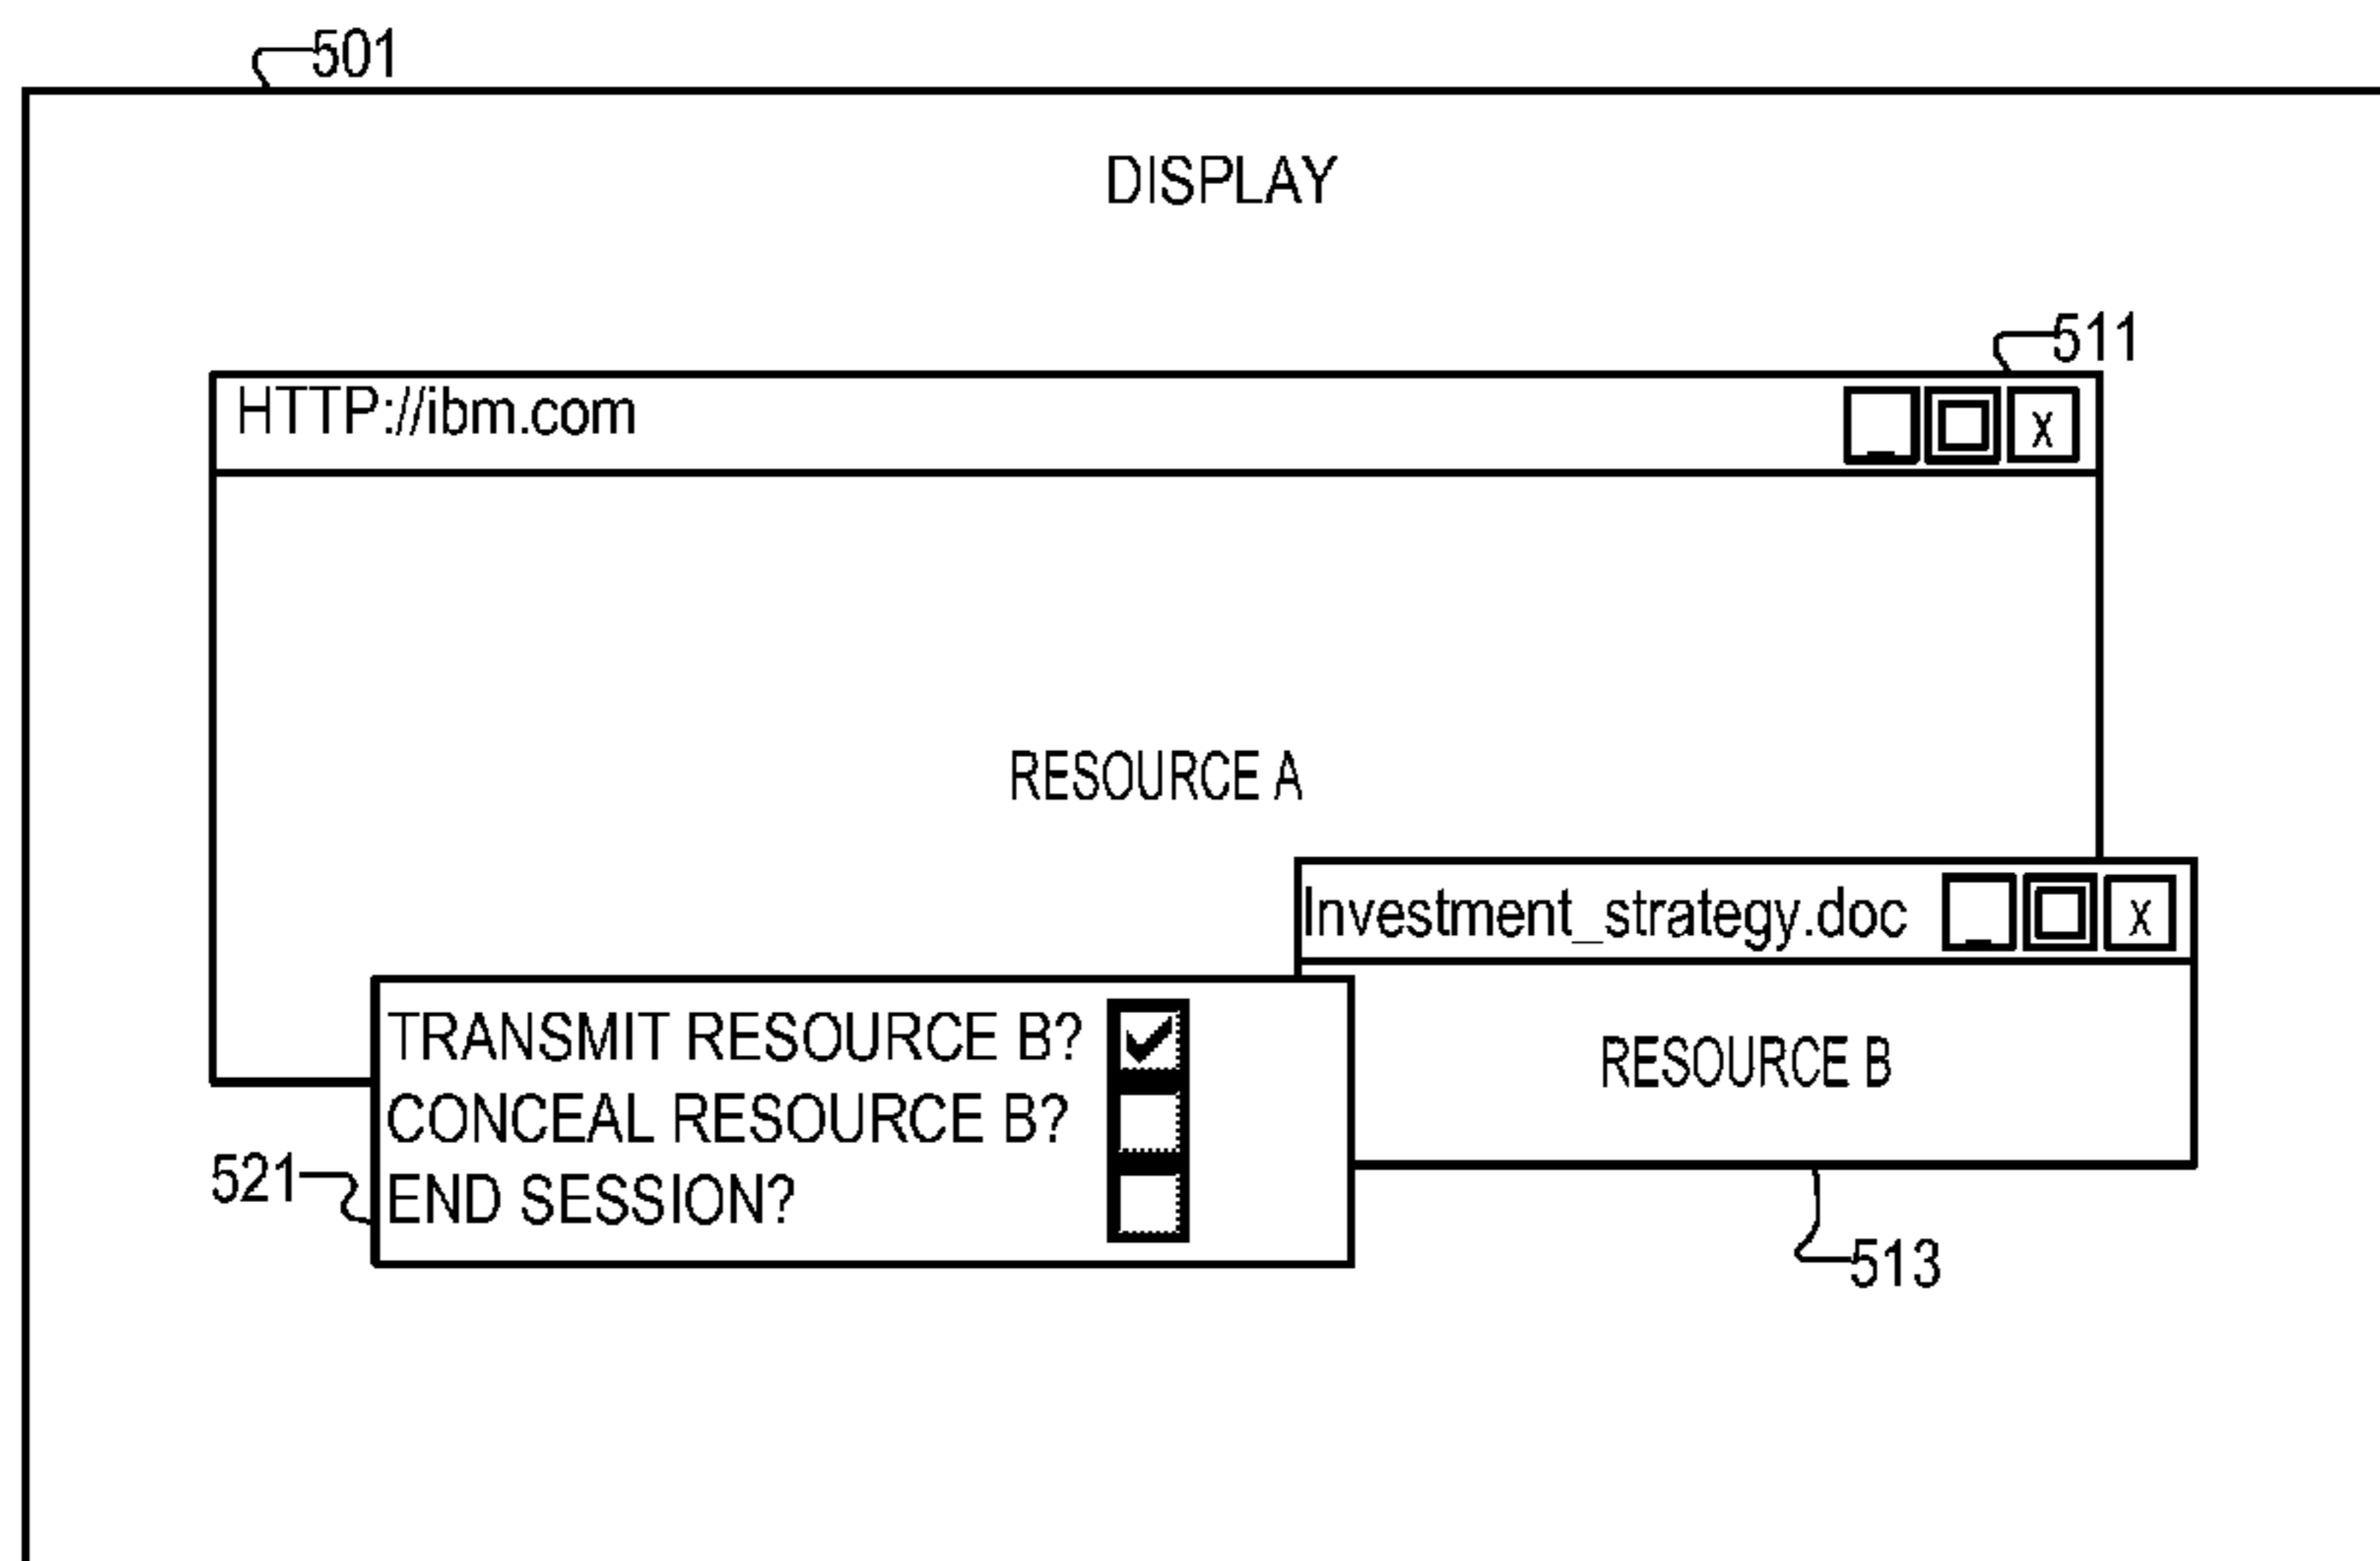 501
DISPLAY
511
HTTP://ibm.com
x
RESOURCE A
Investment_strategy.doc
x
TRANSMIT RESOURCE B?
RESOURCE B
CONCEAL RESOURCE B?
521
END SESSION?
513